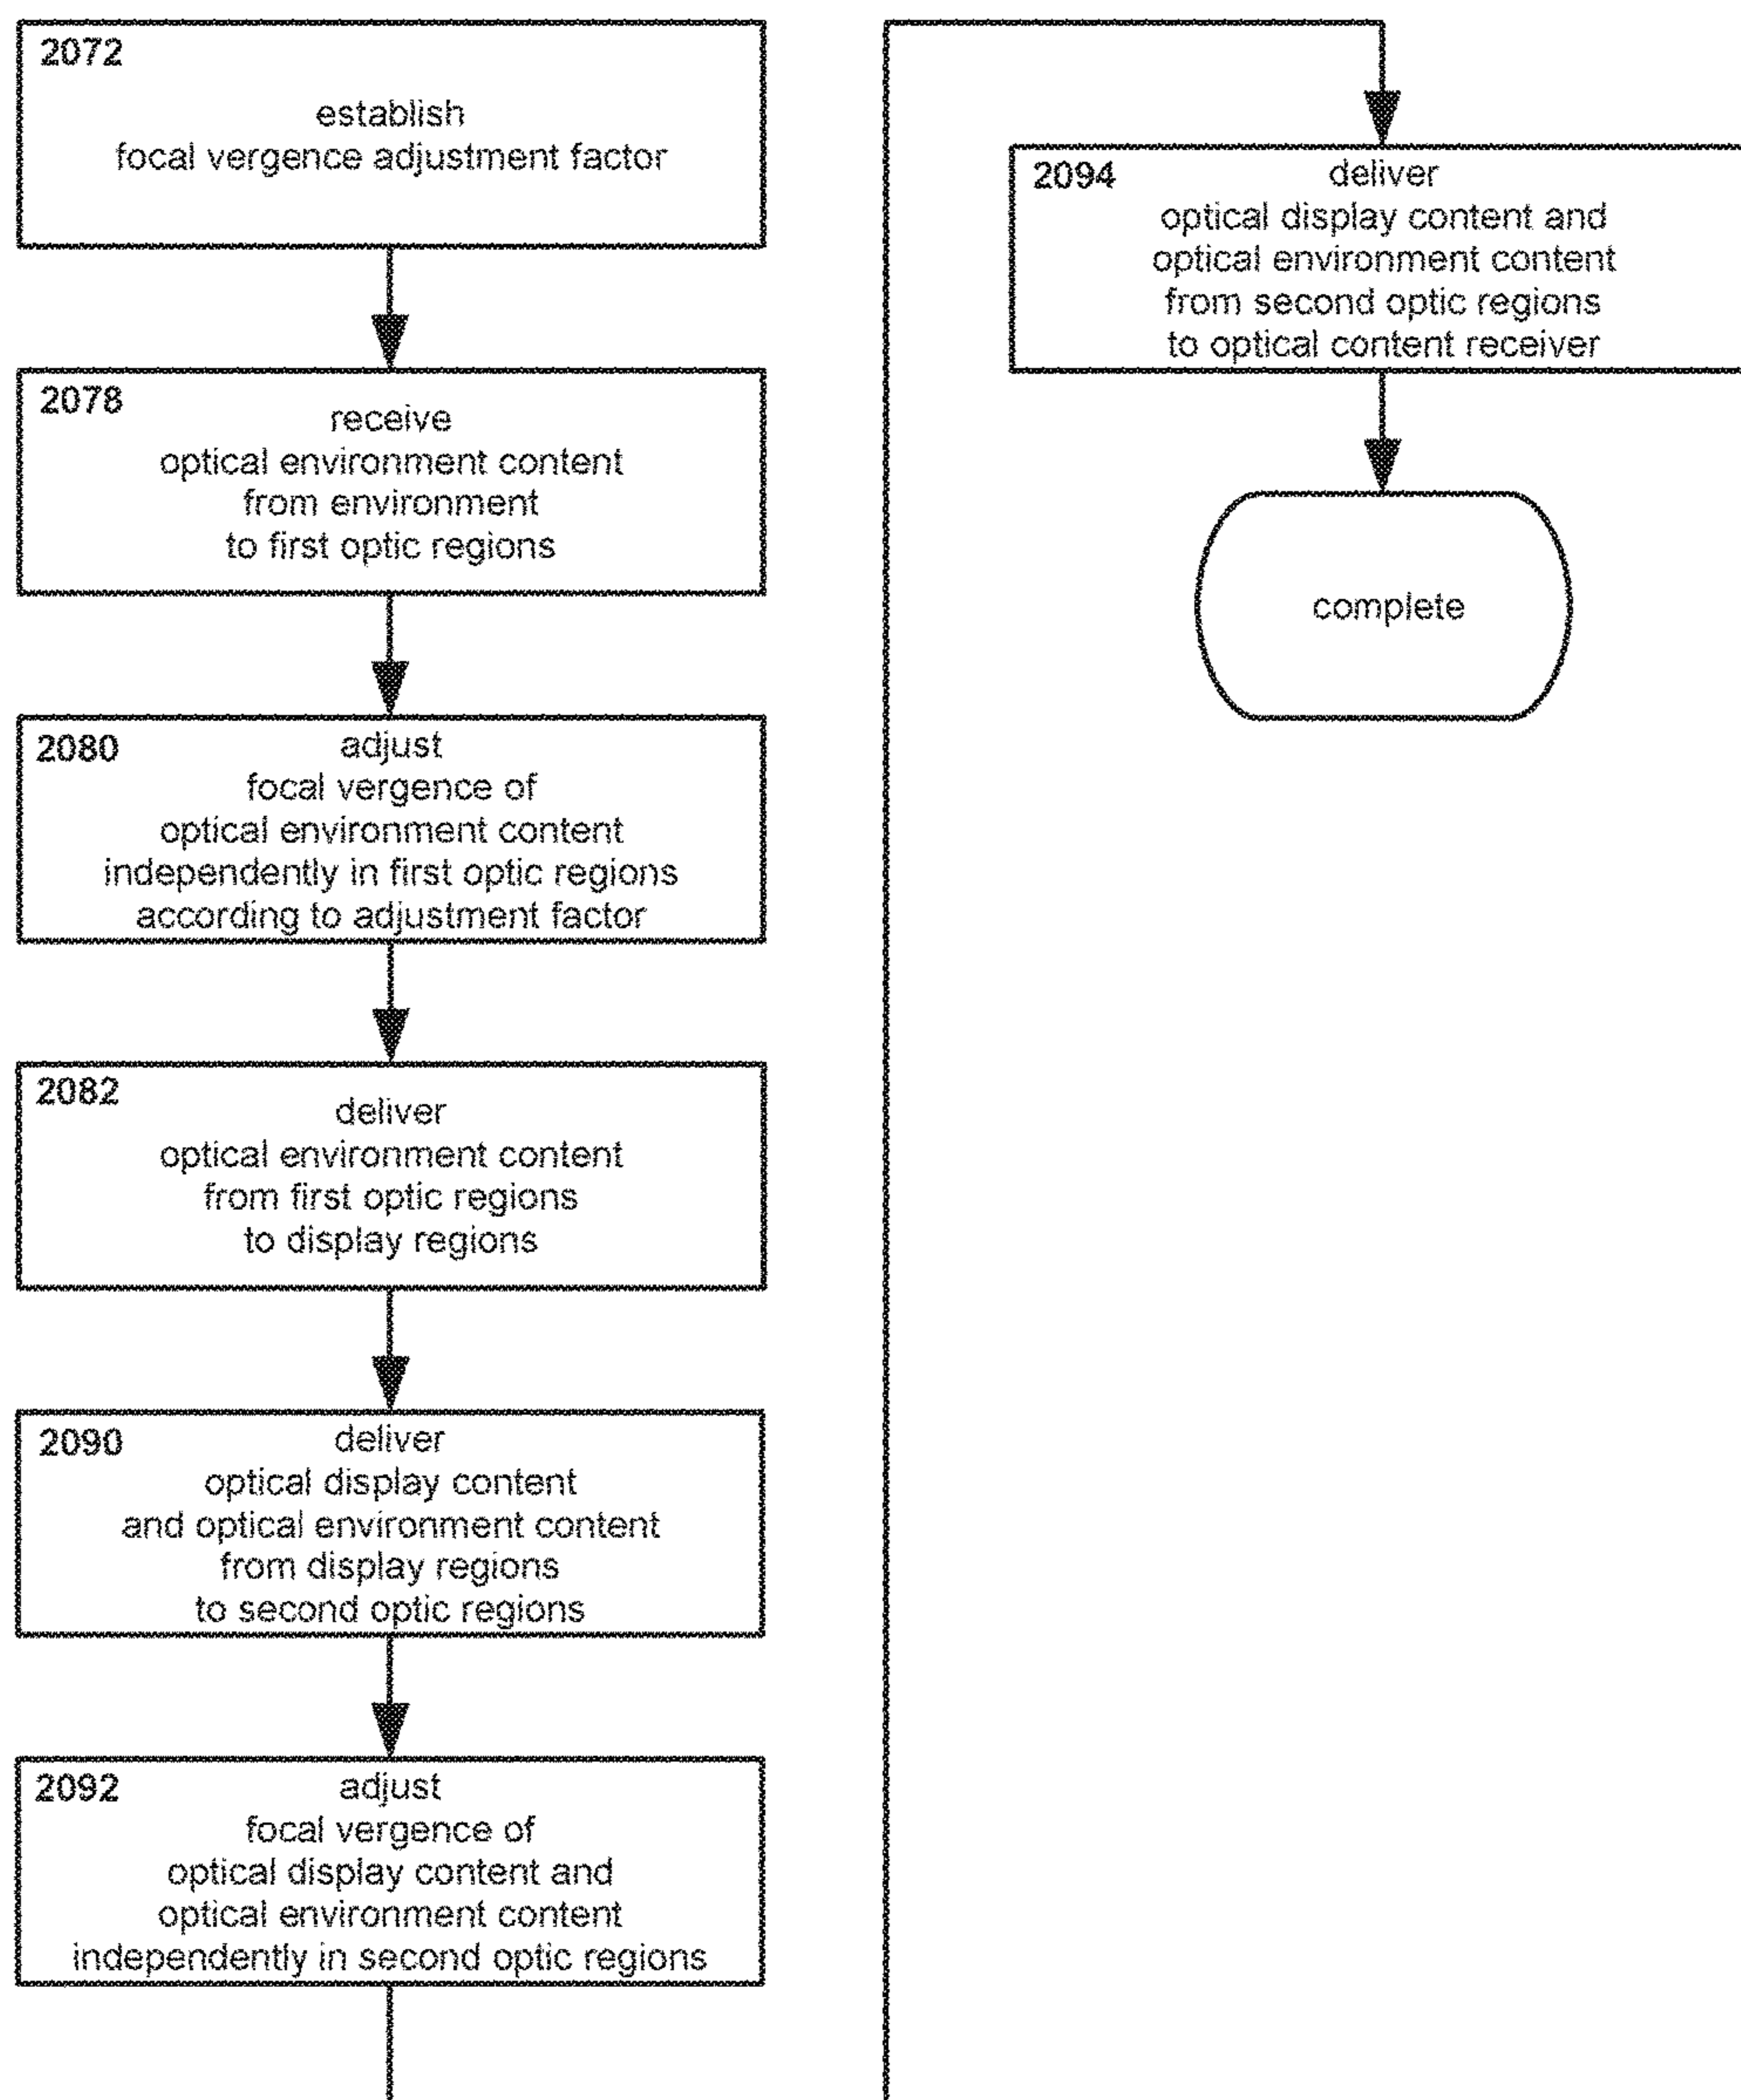 2072
establish
focal vergence adjustment factor
2078
receive
optical environment content
from environment
to first optic regions
2080 adjust
focal vergence of
optical environment content
independently in first optic regions
according to adjustment factor
2082
deliver
optical environment content
from first optic regions
to display regions
2090 deliver
optical display content
and optical environment content
from display regions
to second optic regions
2092 adjust
focal vergence of
optical display content and
optical environment content
independently in second optic regions
2094 deliver
optical display content and
optical environment content
from second optic regions
to optical content receiver
complete